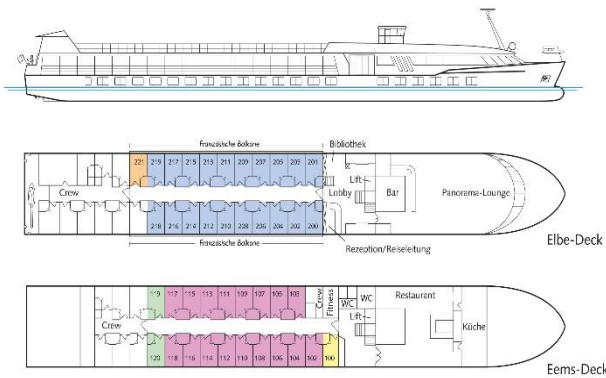 Französische Balkone
Bibliothek
221 219 217 215 213 211 209 207 205 203 201
Lift
Crew
Lobby
Bar
Panorama-Lounge
218 216 214 212 210 208 206 204 202 200
Französische Balkone
Rezeption/Reiseleitung
Elbe-Deck
119 117 115 113 111 109 107 105 103
Crew
Fitness
WC
WC
Restaurant
Lift
Crew
Küche
120 118 116 114 112 110 108 106 104 102 100
Eems-Deck